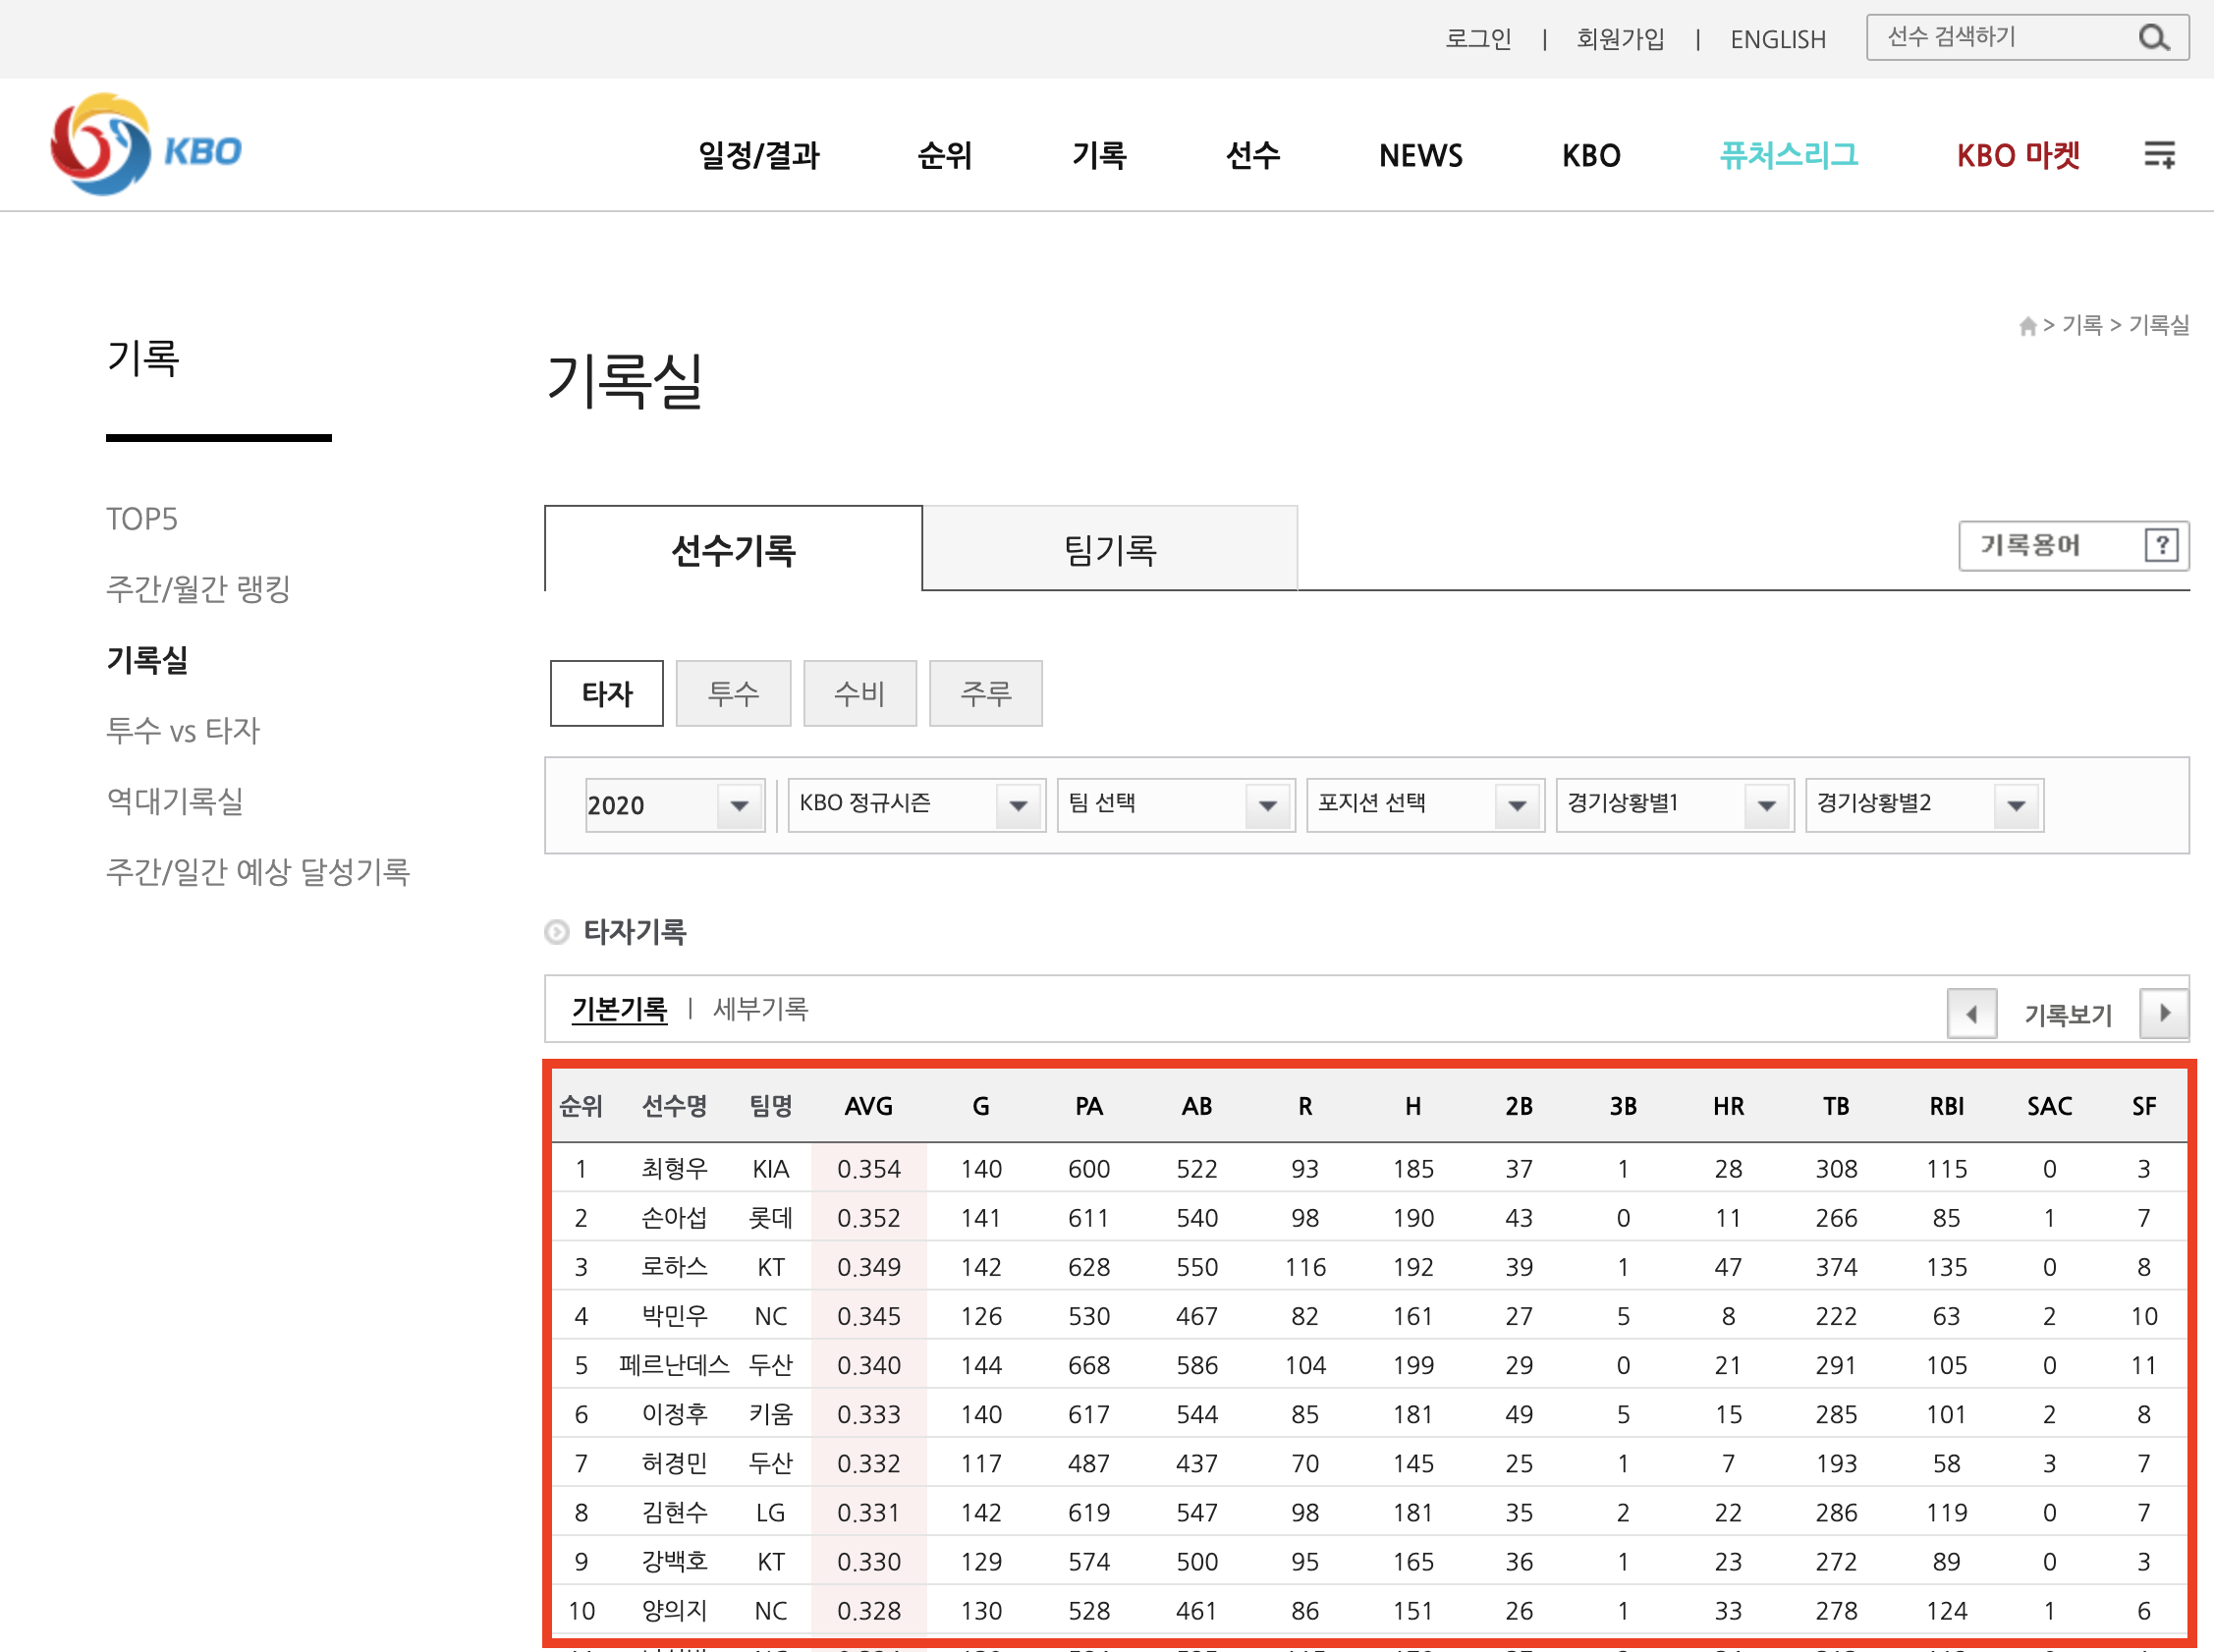 로그인 | 회원가입 | ENGLISH 선수 검색하기
KBO 일정/결과 순위 기록 선수 NEWS KBO 퓨처스리그 KBO 마켓
> 기록 > 기록실
기록
기록실
TOP5
주간/월간 랭킹
기록실
투수 vs 타자
역대기록실
주간/일간 예상 달성기록
선수기록 팀기록 기록용어 ?
타자 투수 수비 주루
2020 KBO 정규시즌 팀 선택 포지션 선택 경기상황별1 경기상황별2
타자기록
기본기록 | 세부기록 기록보기
순위 선수명 팀명 AVG G PA AB R H 2B 3B HR TB RBI SAC SF
1 최형우 KIA 0.354 140 600 522 93 185 37 1 28 308 115 0 3
2 손아섭 롯데 0.352 141 611 540 98 190 43 0 11 266 85 1 7
3 로하스 KT 0.349 142 628 550 116 192 39 1 47 374 135 0 8
4 박민우 NC 0.345 126 530 467 82 161 27 5 8 222 63 2 10
5 페르난데스 두산 0.340 144 668 586 104 199 29 0 21 291 105 0 11
6 이정후 키움 0.333 140 617 544 85 181 49 5 15 285 101 2 8
7 허경민 두산 0.332 117 487 437 70 145 25 1 7 193 58 3 7
8 김현수 LG 0.331 142 619 547 98 181 35 2 22 286 119 0 7
9 강백호 KT 0.330 129 574 500 95 165 36 1 23 272 89 0 3
10 양의지 NC 0.328 130 528 461 86 151 26 1 33 278 124 1 6